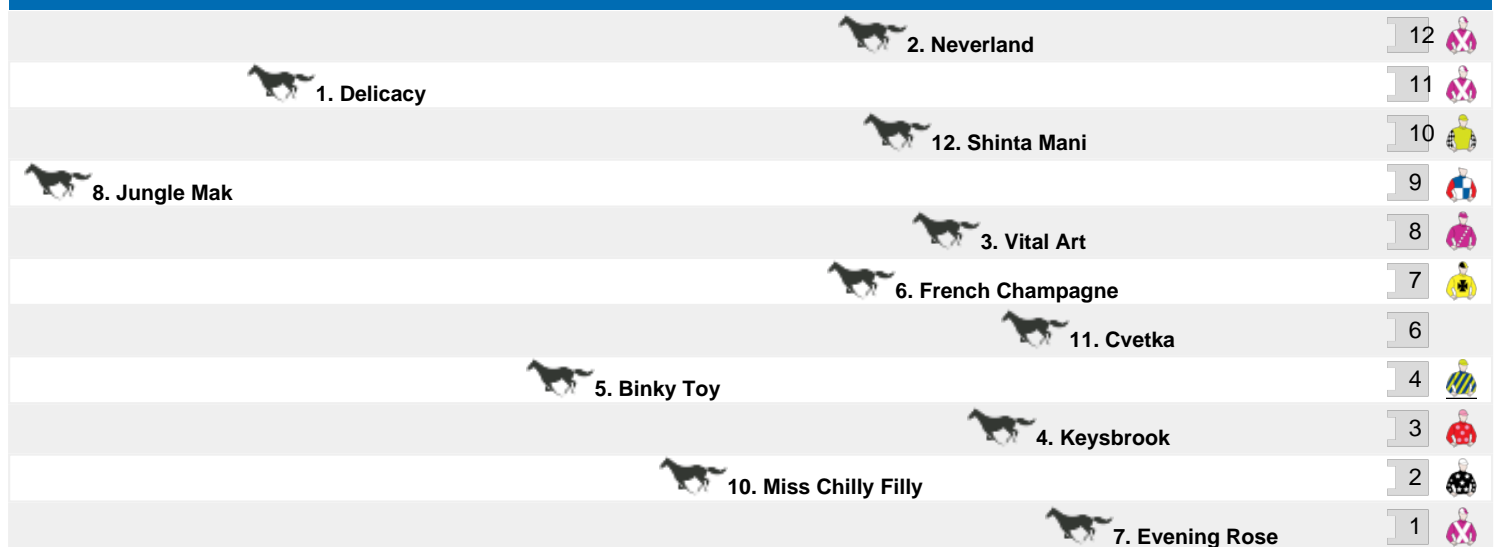 2. Neverland 12
1. Delicacy 11
12. Shinta Mani 10
8. Jungle Mak 9
3. Vital Art 8
6. French Champagne 7
11. Cvetka 6
5. Binky Toy 4
4. Keysbrook 3
10. Miss Chilly Filly 2
7. Evening Rose 1